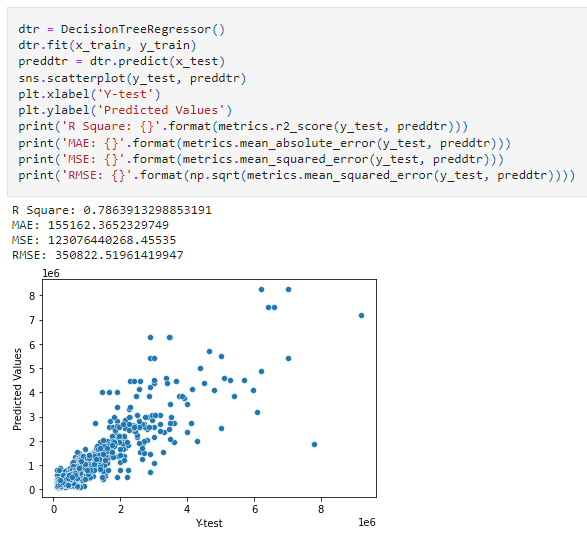 dtr = DecisionTreeRegressor()
dtr.fit(x_train, y_train)
preddtr = dtr.predict(x_test)
sns.scatterplot(y_test, preddtr)
plt.xlabel('Y-test')
plt.ylabel('Predicted Values')
print('R Square: {}'.format(metrics.r2_score(y_test, preddtr)))
print('MAE: {}'.format(metrics.mean_absolute_error(y_test, preddtr)))
print('MSE: {}'.format(metrics.mean_squared_error(y_test, preddtr)))
print('RMSE: {}'.format(np.sqrt(metrics.mean_squared_error(y_test, preddtr))))
R Square: 0.7863913298853191
MAE: 155162.3652329749
MSE: 123076440268.45535
RMSE: 350822.51961419947
1e6
8
7
6
5
4
3
2
1
0
Predicted Values
0 2 4 6 8
Y-test
1e6